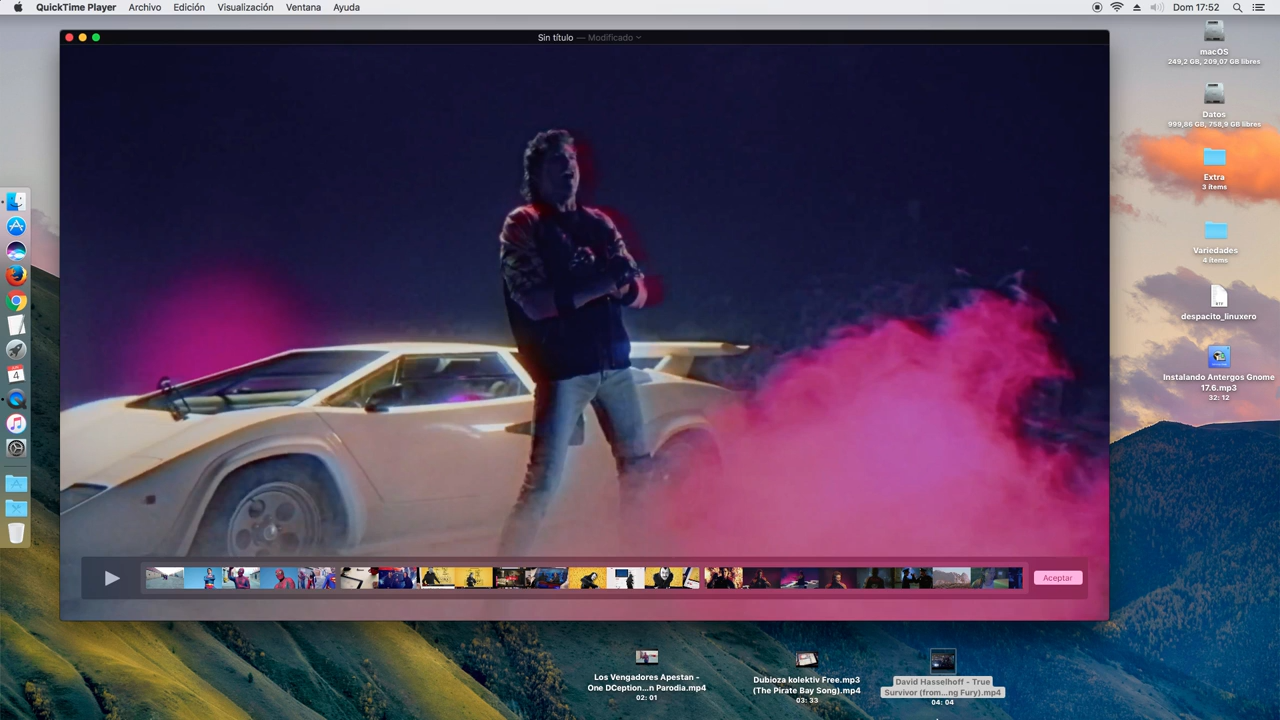 QuickTime Player Archivo Edición Visualización Ventana Ayuda
Dom 17:52
Sin título — Modificado
macOS
249,2 GB, 209,07 GB libres
Datos
999,86 GB, 758,9 GB libres
Extra
3 ítems
Variedades
4 ítems
despacito_linuxero
Instalando Antergos Gnome
17.6.mp3
32: 12
4
Aceptar
Los Vengadores Apestan -
One DCeption...n Parodia.mp4
02: 01
Dubioza kolektiv Free.mp3
(The Pirate Bay Song).mp4
03: 33
David Hasselhoff - True
Survivor (from...ng Fury).mp4
04: 04